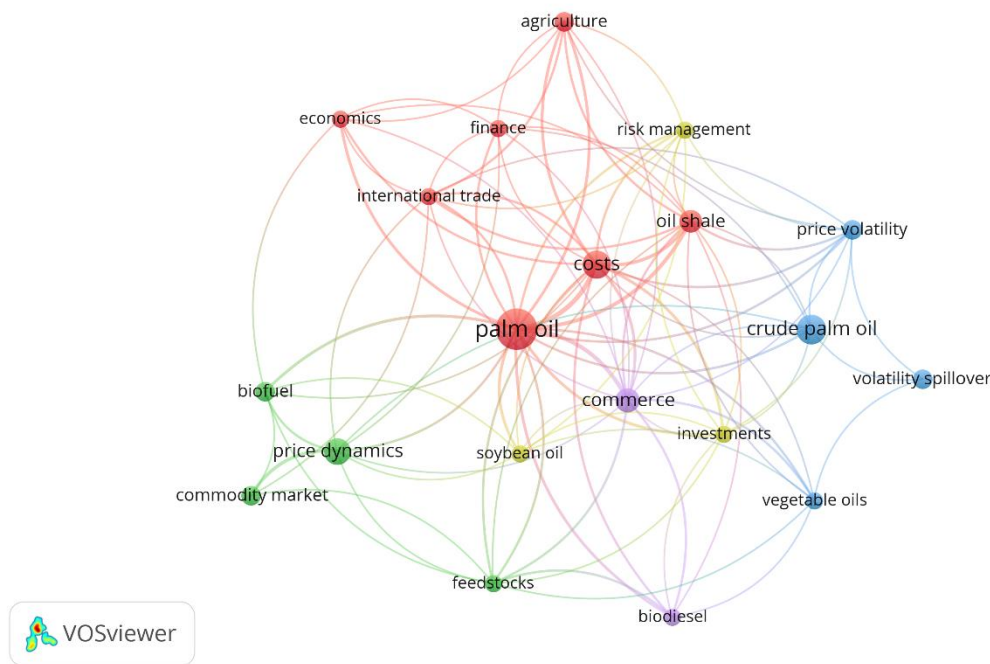 agriculture
economics
finance
risk management
international trade
oil shale
price volatility
costs
palm oil
crude palm oil
volatility spillover
biofuel
commerce
investments
price dynamics
soybean oil
commodity market
vegetable oils
feedstocks
biodiesel
VOSviewer